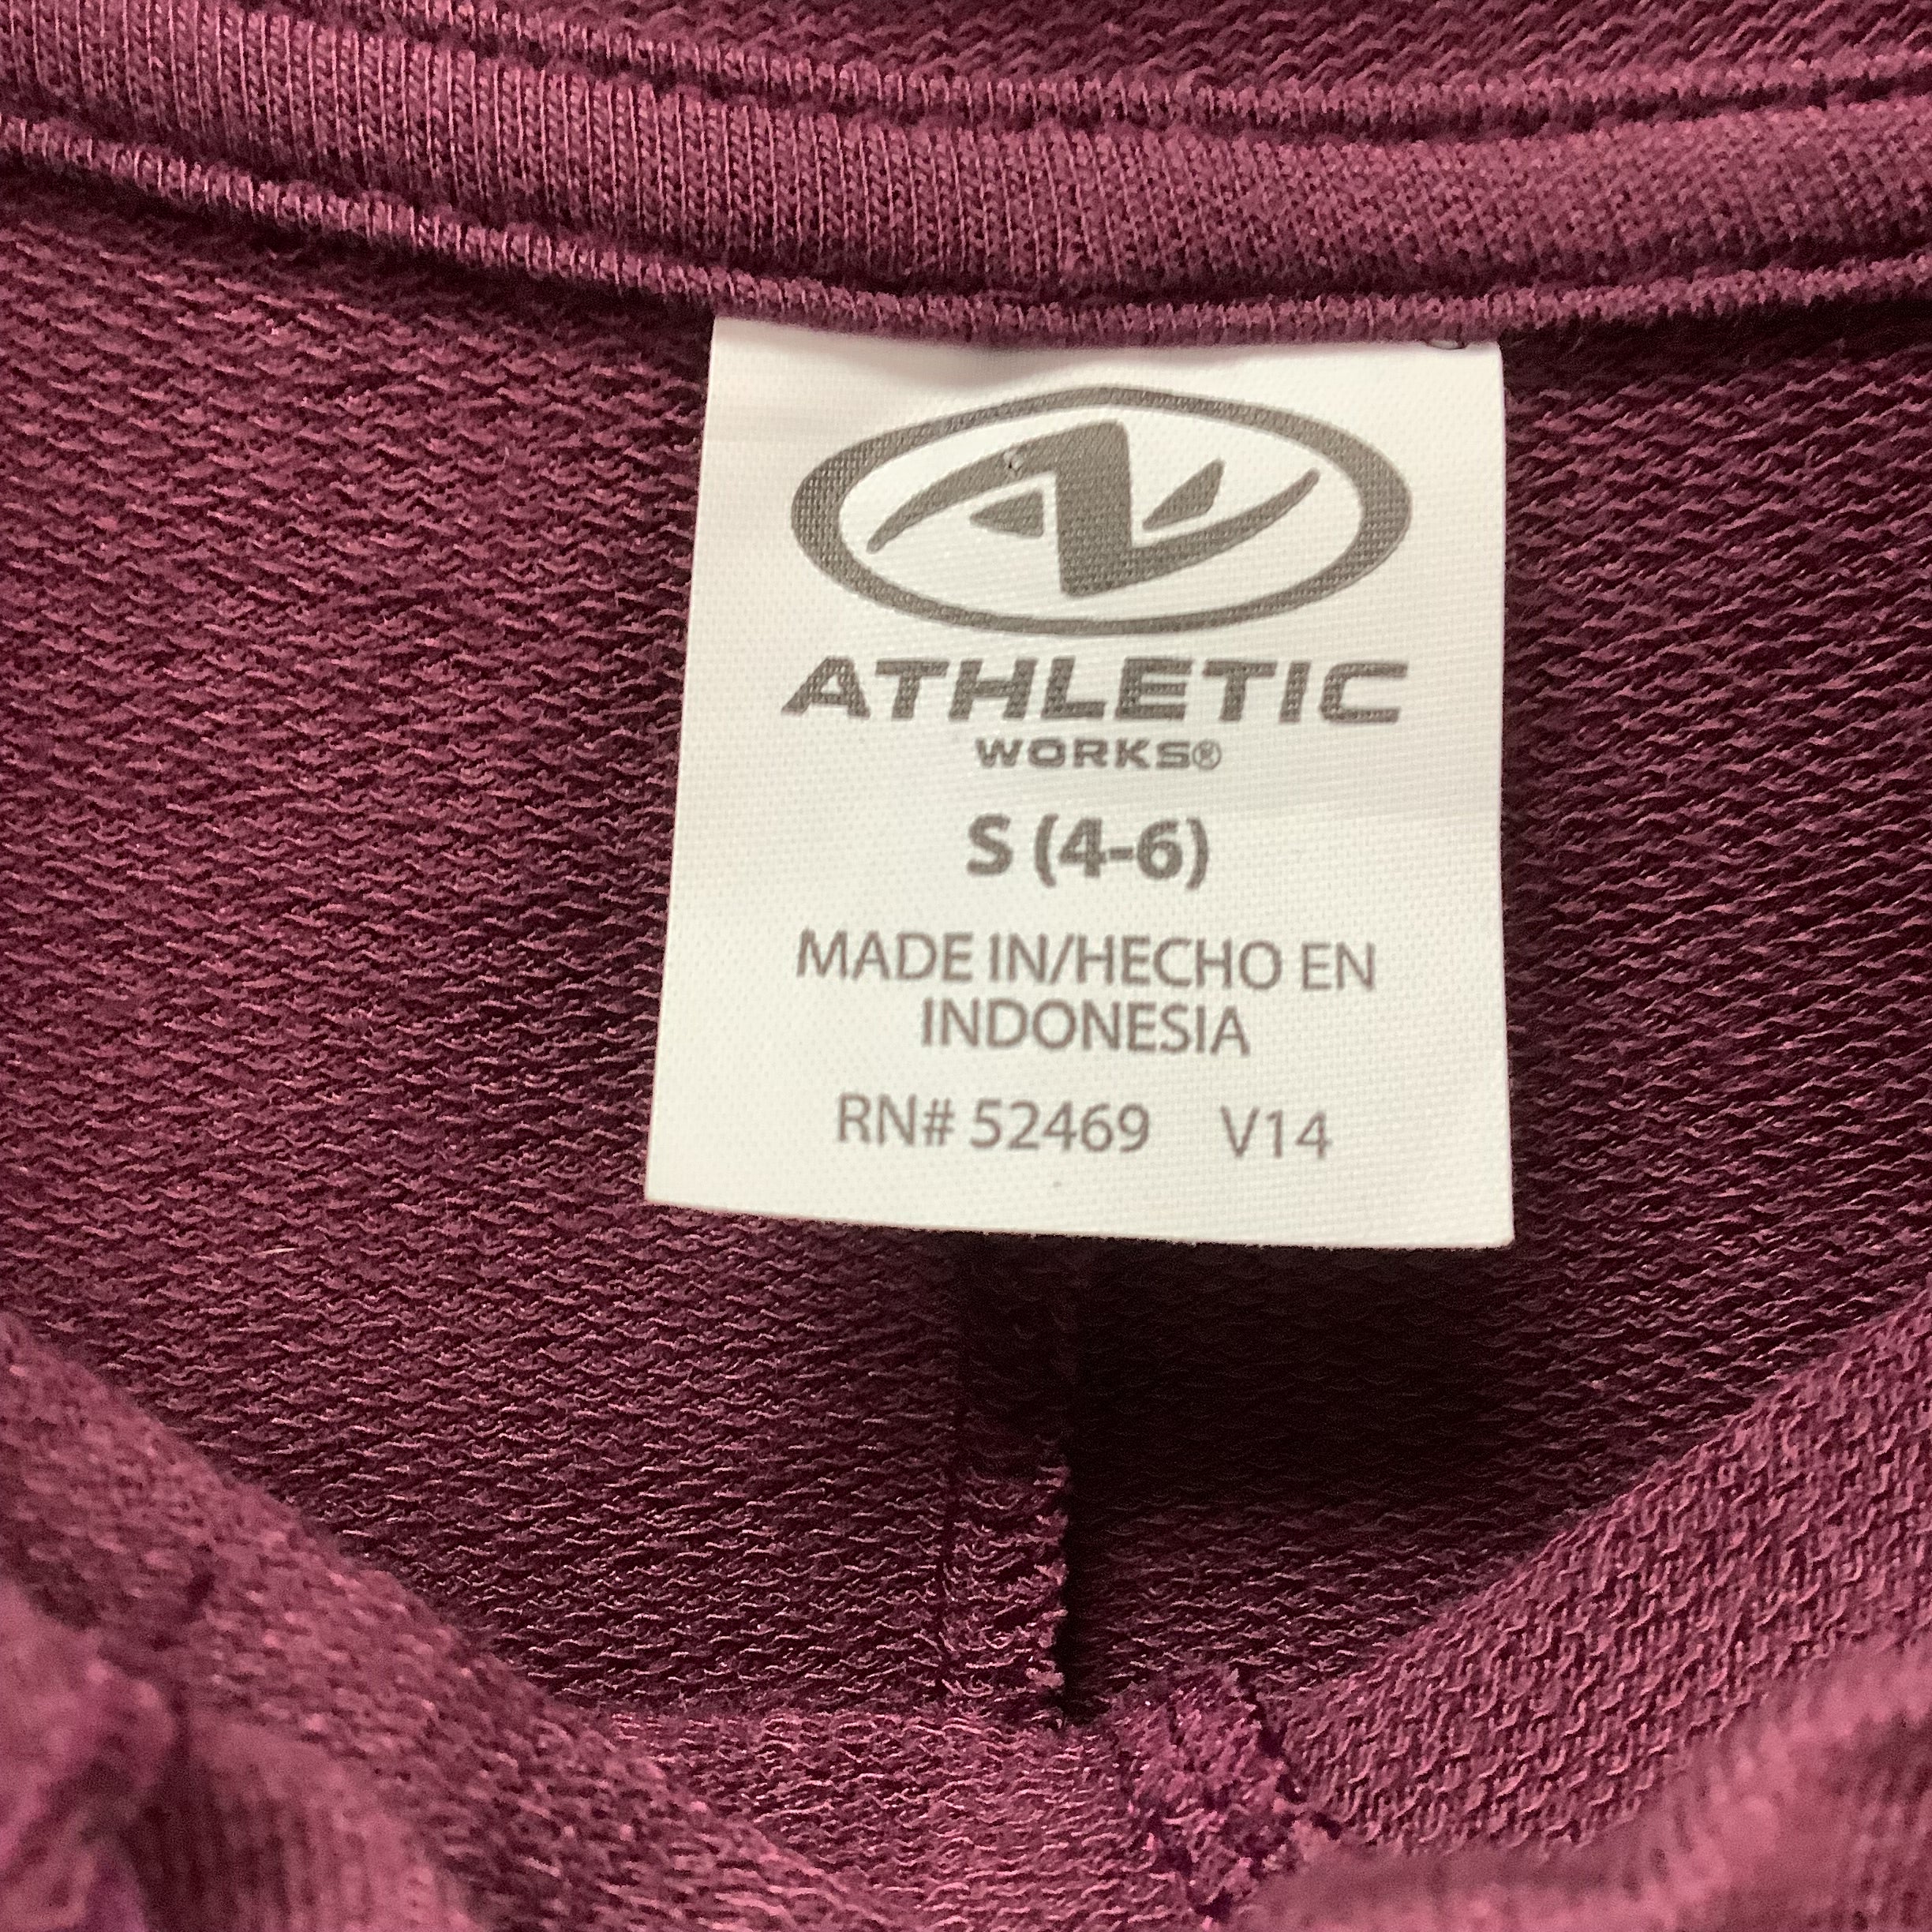 ATHLETIC
WORKS®
S (4-6)
MADE IN/HECHO EN
INDONESIA
RN# 52469 V14